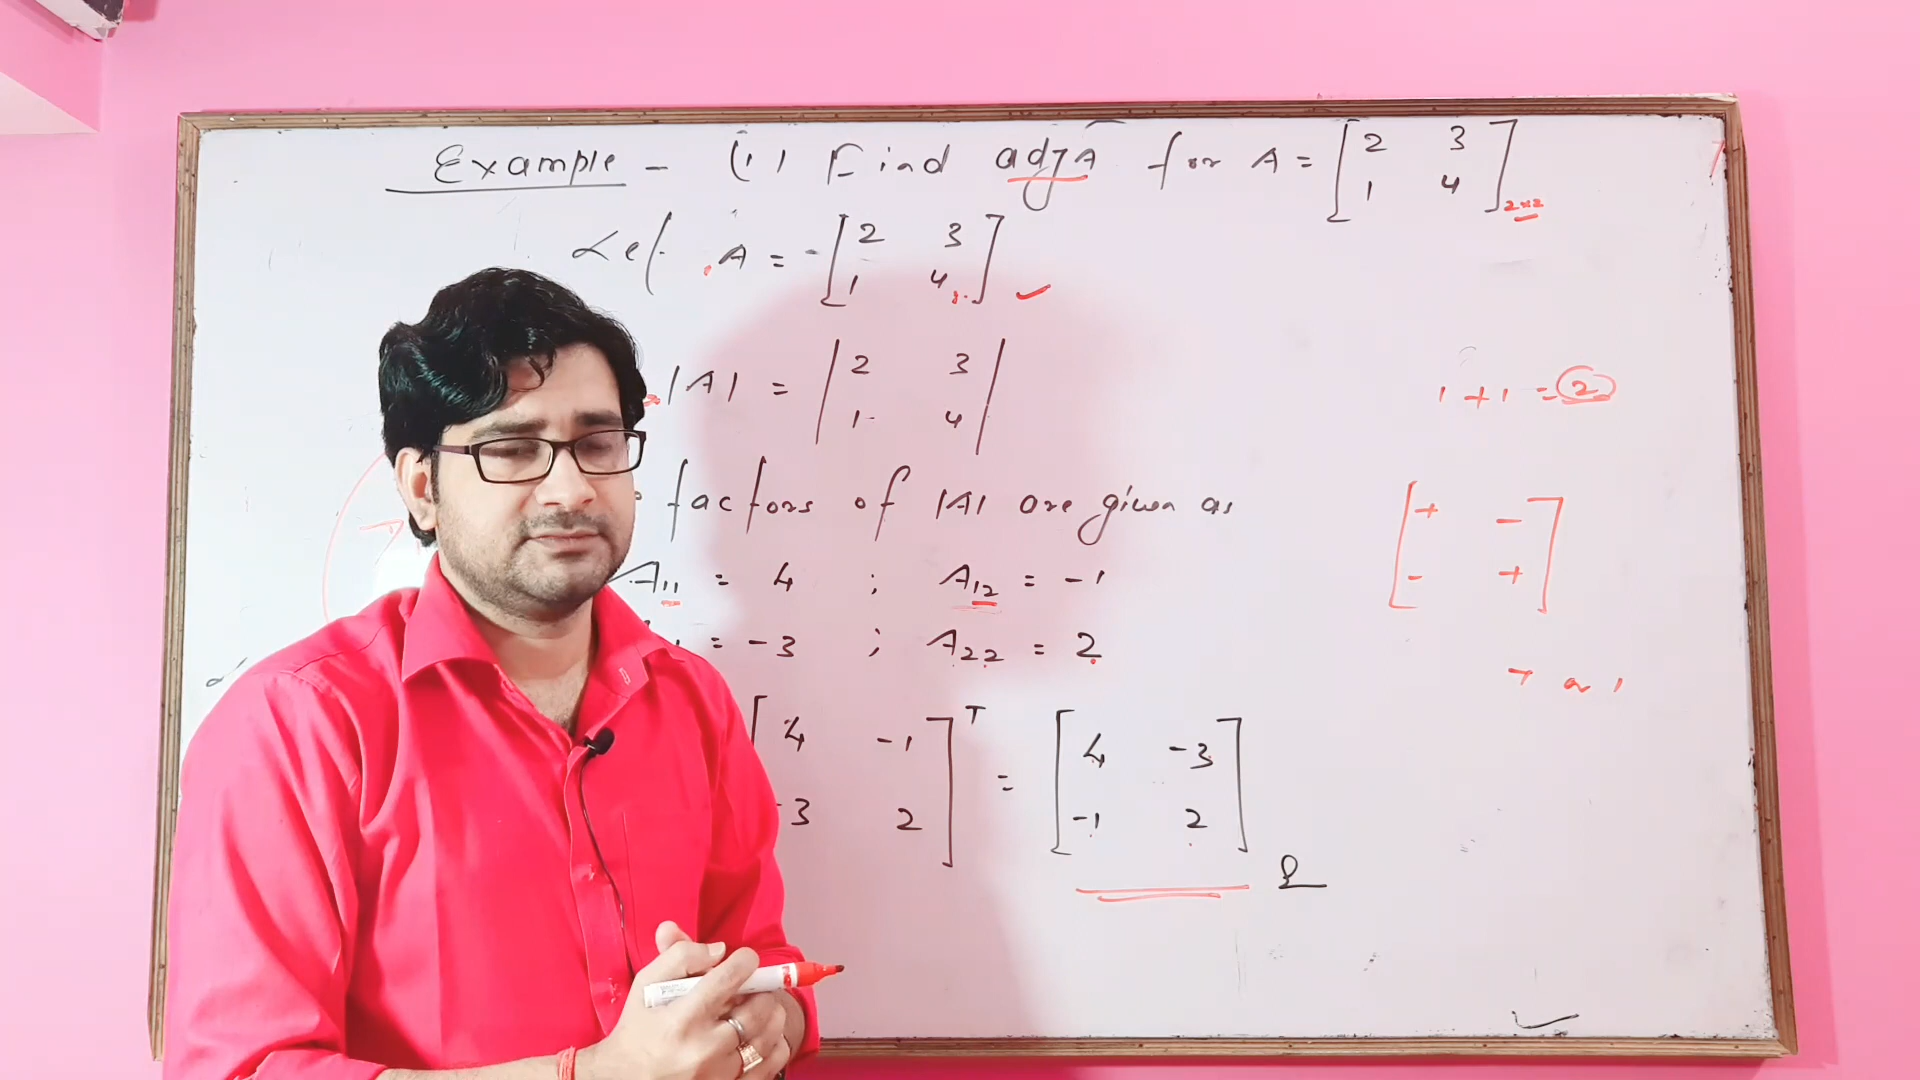 Example - (1) Find adj A for A = [2 3
1 4] 2×2
Let A = [2 3
1 4]
|A| = |2 3
1 4|
1 + 1 = 2
factors of |A| are given as
[+ -
- +]
A11 = 4 ; A12 = -1
= -3 ; A22 = 2
[4 -1
-3 2]T = [4 -3
-1 2]